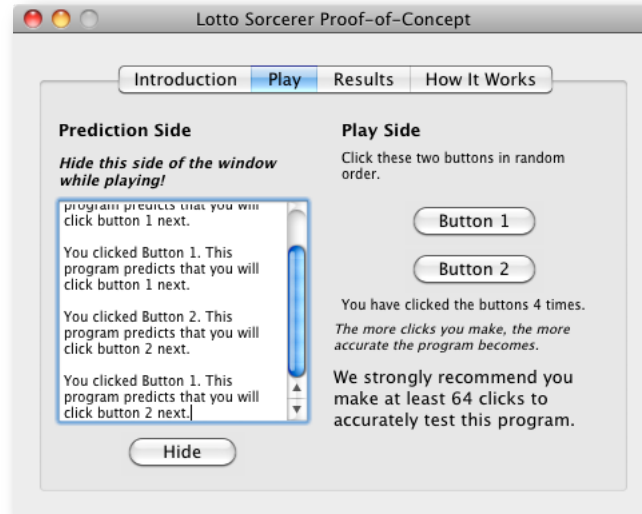 Lotto Sorcerer Proof-of-Concept
Introduction Play Results How It Works
Prediction Side
Hide this side of the window
while playing!
program predicts that you will
click button 1 next.
You clicked Button 1. This
program predicts that you will
click button 1 next.
You clicked Button 2. This
program predicts that you will
click button 2 next.
You clicked Button 1. This
program predicts that you will
click button 2 next.
Hide
Play Side
Click these two buttons in random
order.
Button 1
Button 2
You have clicked the buttons 4 times.
The more clicks you make, the more
accurate the program becomes.
We strongly recommend you
make at least 64 clicks to
accurately test this program.